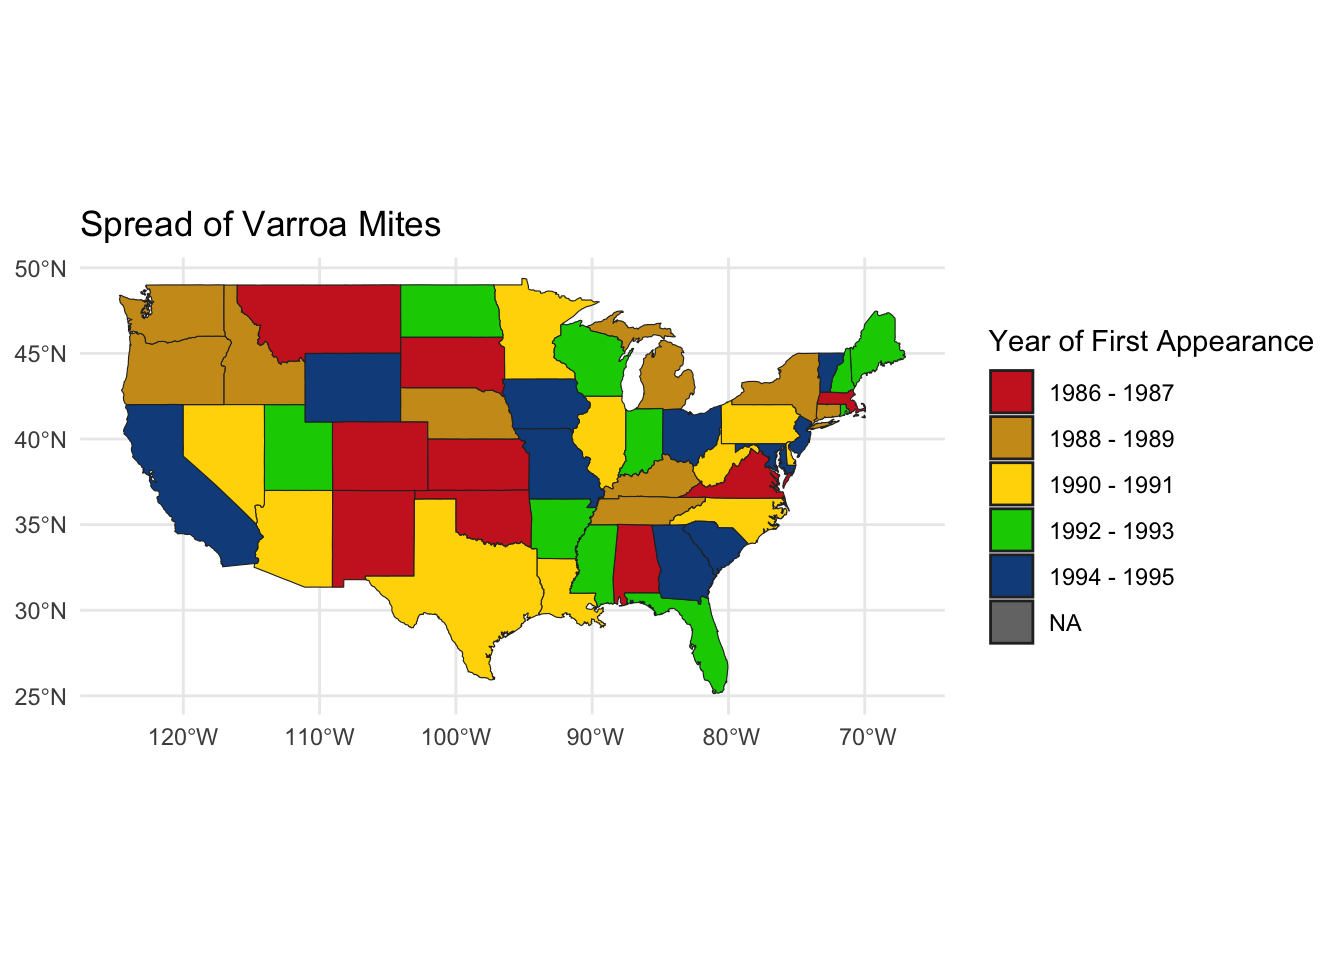 Spread of Varroa Mites
50°N
45°N
40°N
35°N
30°N
25°N
120°W 110°W 100°W 90°W 80°W 70°W
Year of First Appearance
1986 - 1987
1988 - 1989
1990 - 1991
1992 - 1993
1994 - 1995
NA